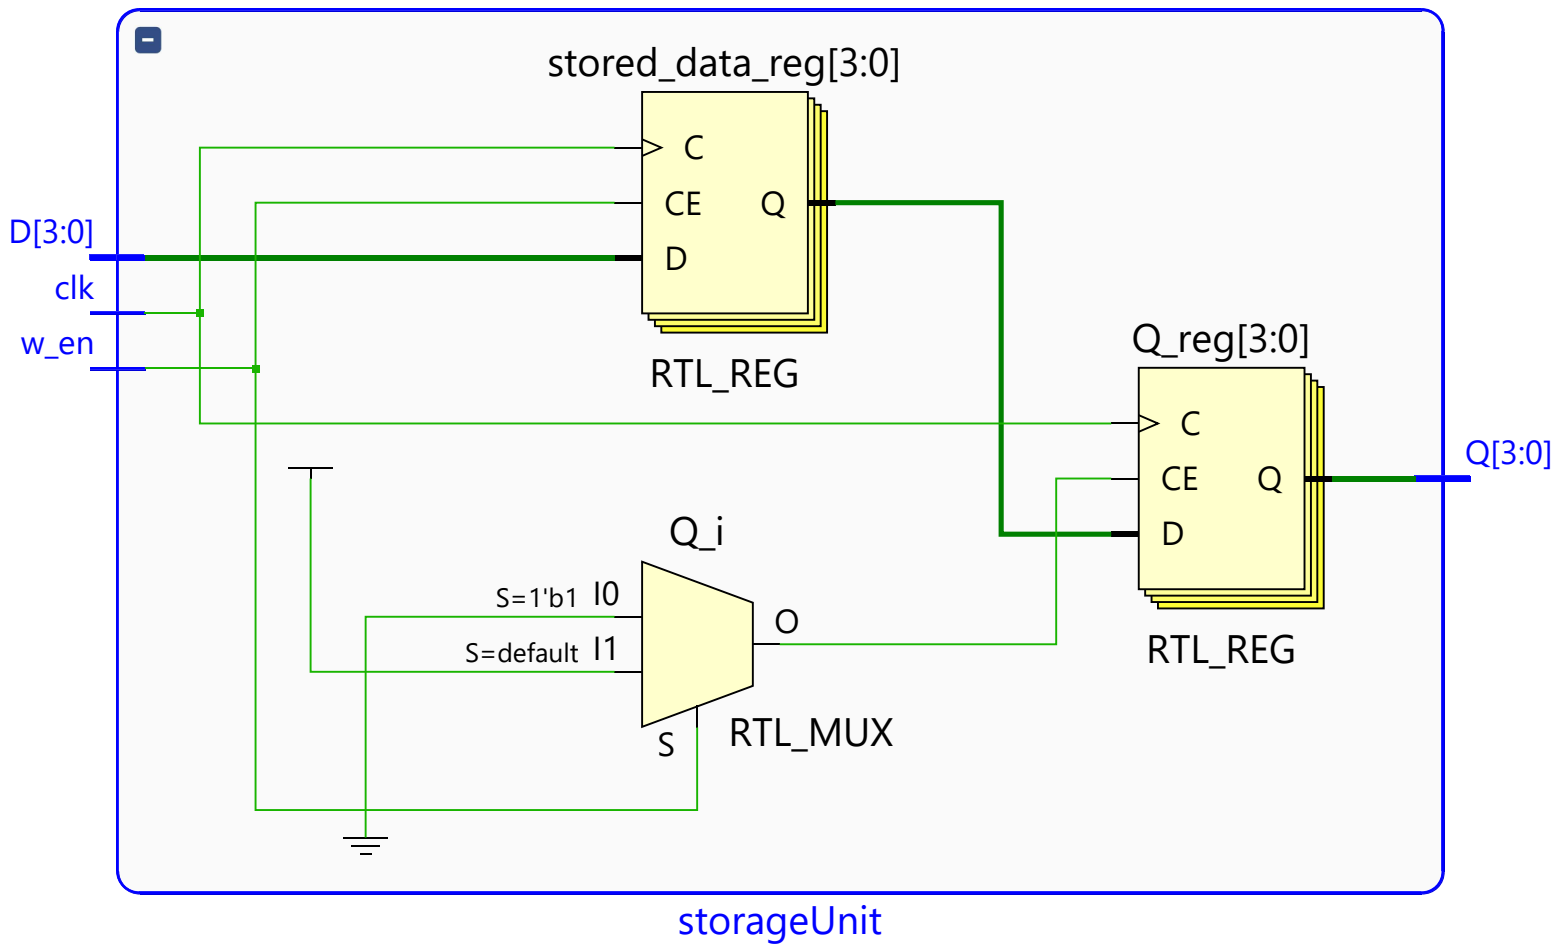 stored_data_reg[3:0]
C
CE
Q
D
D[3:0]
clk
w_en
RTL_REG
Q_reg[3:0]
C
CE
Q
D
Q[3:0]
RTL_REG
Q_i
S=1'b1 I0
S=default I1
O
S
RTL_MUX
storageUnit